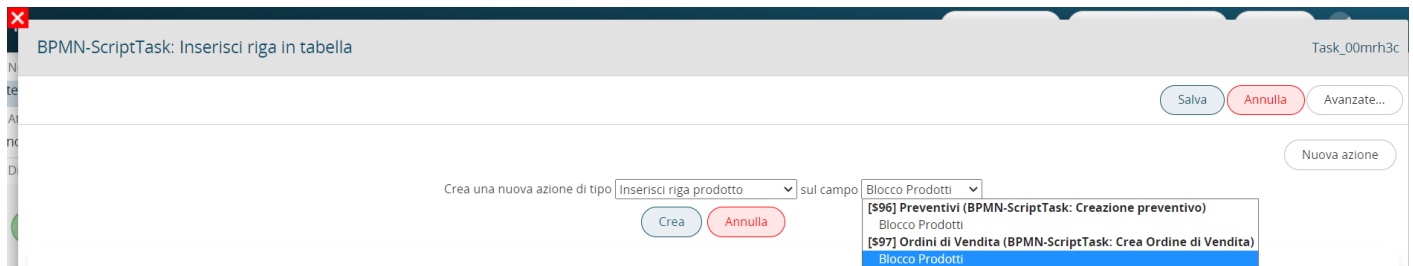 BPMN-ScriptTask: Inserisci riga in tabella
Task_00mrh3c
Salva
Annulla
Avanzate...
Nuova azione
Crea una nuova azione di tipo Inserisci riga prodotto sul campo Blocco Prodotti
Crea
Annulla
[$96] Preventivi (BPMN-ScriptTask: Creazione preventivo)
Blocco Prodotti
[$97] Ordini di Vendita (BPMN-ScriptTask: Crea Ordine di Vendita)
Blocco Prodotti